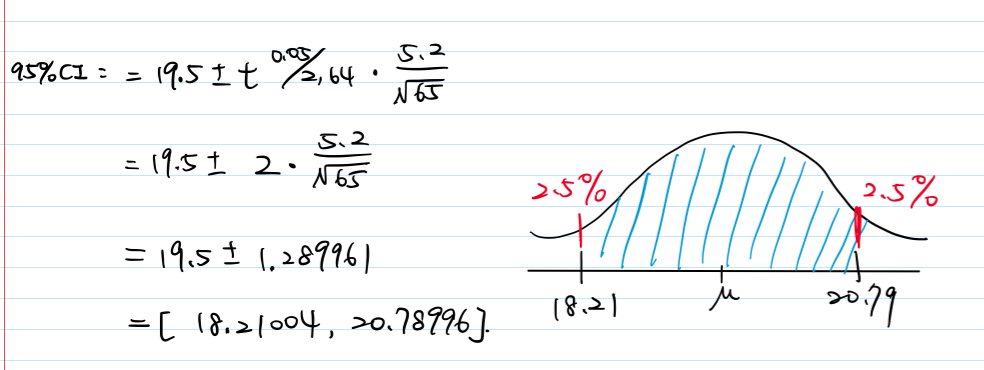 95%CI : = 19.5 ± t 0.05/2,64 · 5.2/√65
= 19.5 ± 2 · 5.2/√65
= 19.5 ± 1.289961
= [ 18.21004, 20.78996].
2.5% 2.5%
18.21 μ 20.79